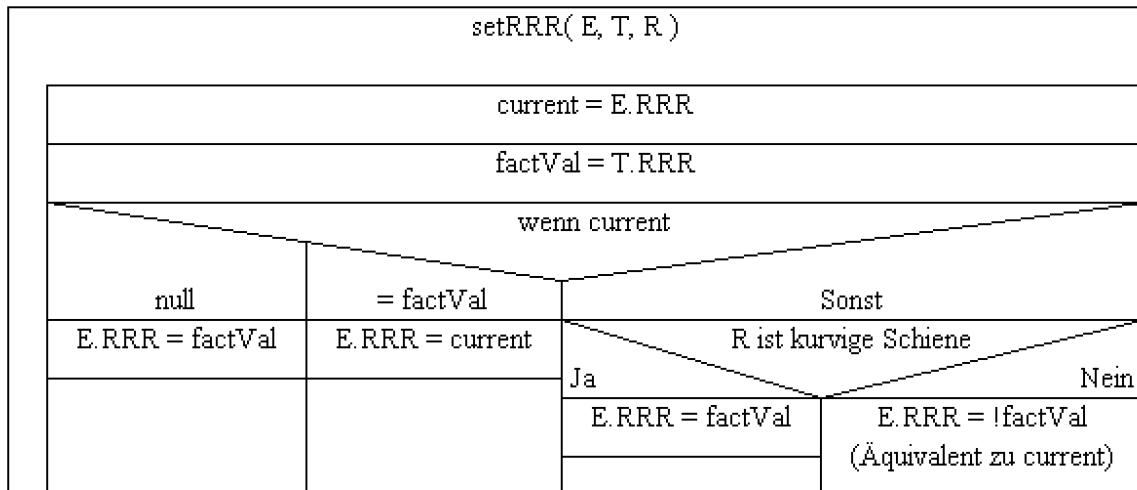 setRRR( E, T, R )
current = E.RRR
factVal = T.RRR
wenn current
null
= factVal
Sonst
E.RRR = factVal
E.RRR = current
R ist kurvige Schiene
Ja
Nein
E.RRR = factVal
E.RRR = !factVal
(Äquivalent zu current)